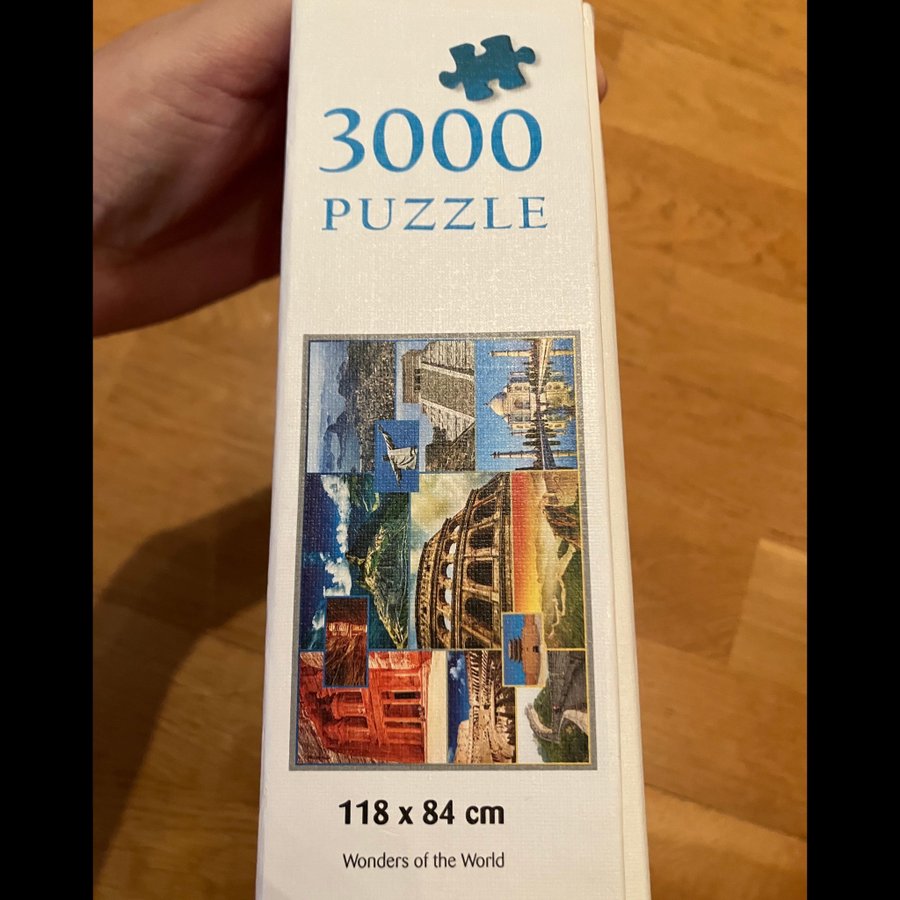 3000
PUZZLE
118 x 84 cm
Wonders of the World